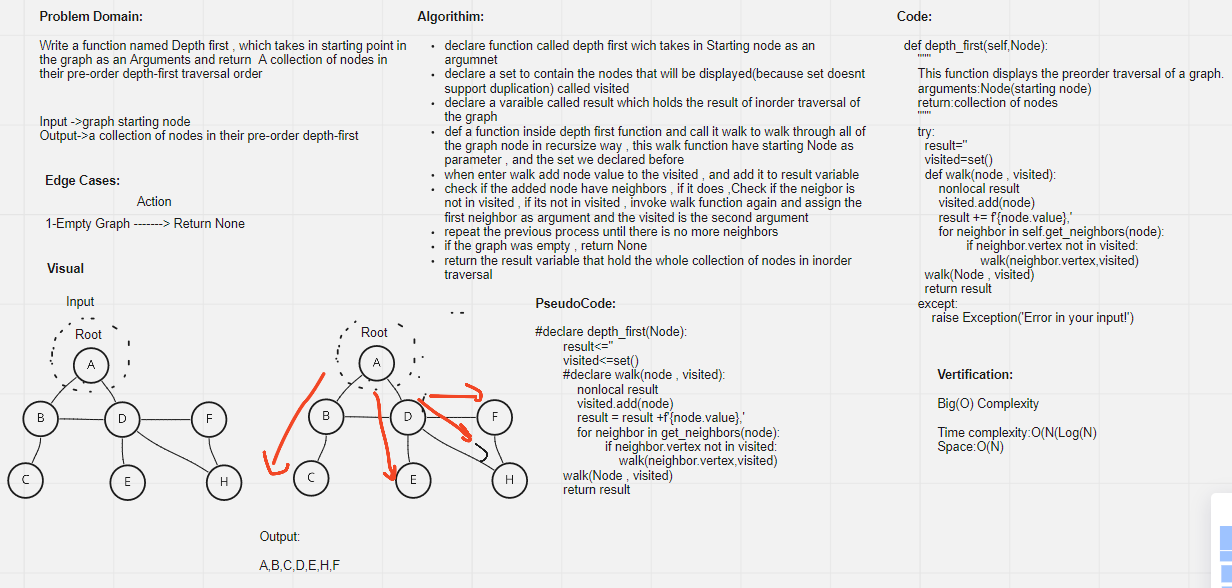 Problem Domain:
Write a function named Depth first , which takes in starting point in
the graph as an Arguments and return  A collection of nodes in
their pre-order depth-first traversal order
Input ->graph starting node
Output->a collection of nodes in their pre-order depth-first
Edge Cases:
Action
1-Empty Graph -------> Return None
Visual
Input
Root
A
B
D
F
C
E
H
Root
A
B
D
F
C
E
H
Output:
A,B,C,D,E,H,F
Algorithim:
• declare function called depth first wich takes in Starting node as an
argumnet
• declare a set to contain the nodes that will be displayed(because set doesnt
support duplication) called visited
• declare a varaible called result which holds the result of inorder traversal of
the graph
• def a function inside depth first function and call it walk to walk through all of
the graph node in recursize way , this walk function have starting Node as
parameter , and the set we declared before
• when enter walk add node value to the visited , and add it to result variable
• check if the added node have neighbors , if it does ,Check if the neigbor is
not in visited , if its not in visited , invoke walk function again and assign the
first neighbor as argument and the visited is the second argument
• repeat the previous process until there is no more neighbors
• if the graph was empty , return None
• return the result variable that hold the whole collection of nodes in inorder
traversal
PseudoCode:
#declare depth_first(Node):
result<=''
visited<=set()
#declare walk(node , visited):
nonlocal result
visited.add(node)
result = result +f'{node.value},'
for neighbor in get_neighbors(node):
if neighbor.vertex not in visited:
walk(neighbor.vertex,visited)
walk(Node , visited)
return result
Code:
def depth_first(self,Node):
"""
This function displays the preorder traversal of a graph.
arguments:Node(starting node)
return:collection of nodes
"""
try:
result=''
visited=set()
def walk(node , visited):
nonlocal result
visited.add(node)
result += f'{node.value},'
for neighbor in self.get_neighbors(node):
if neighbor.vertex not in visited:
walk(neighbor.vertex,visited)
walk(Node , visited)
return result
except:
raise Exception('Error in your input!')
Vertification:
Big(O) Complexity
Time complexity:O(N(Log(N)
Space:O(N)